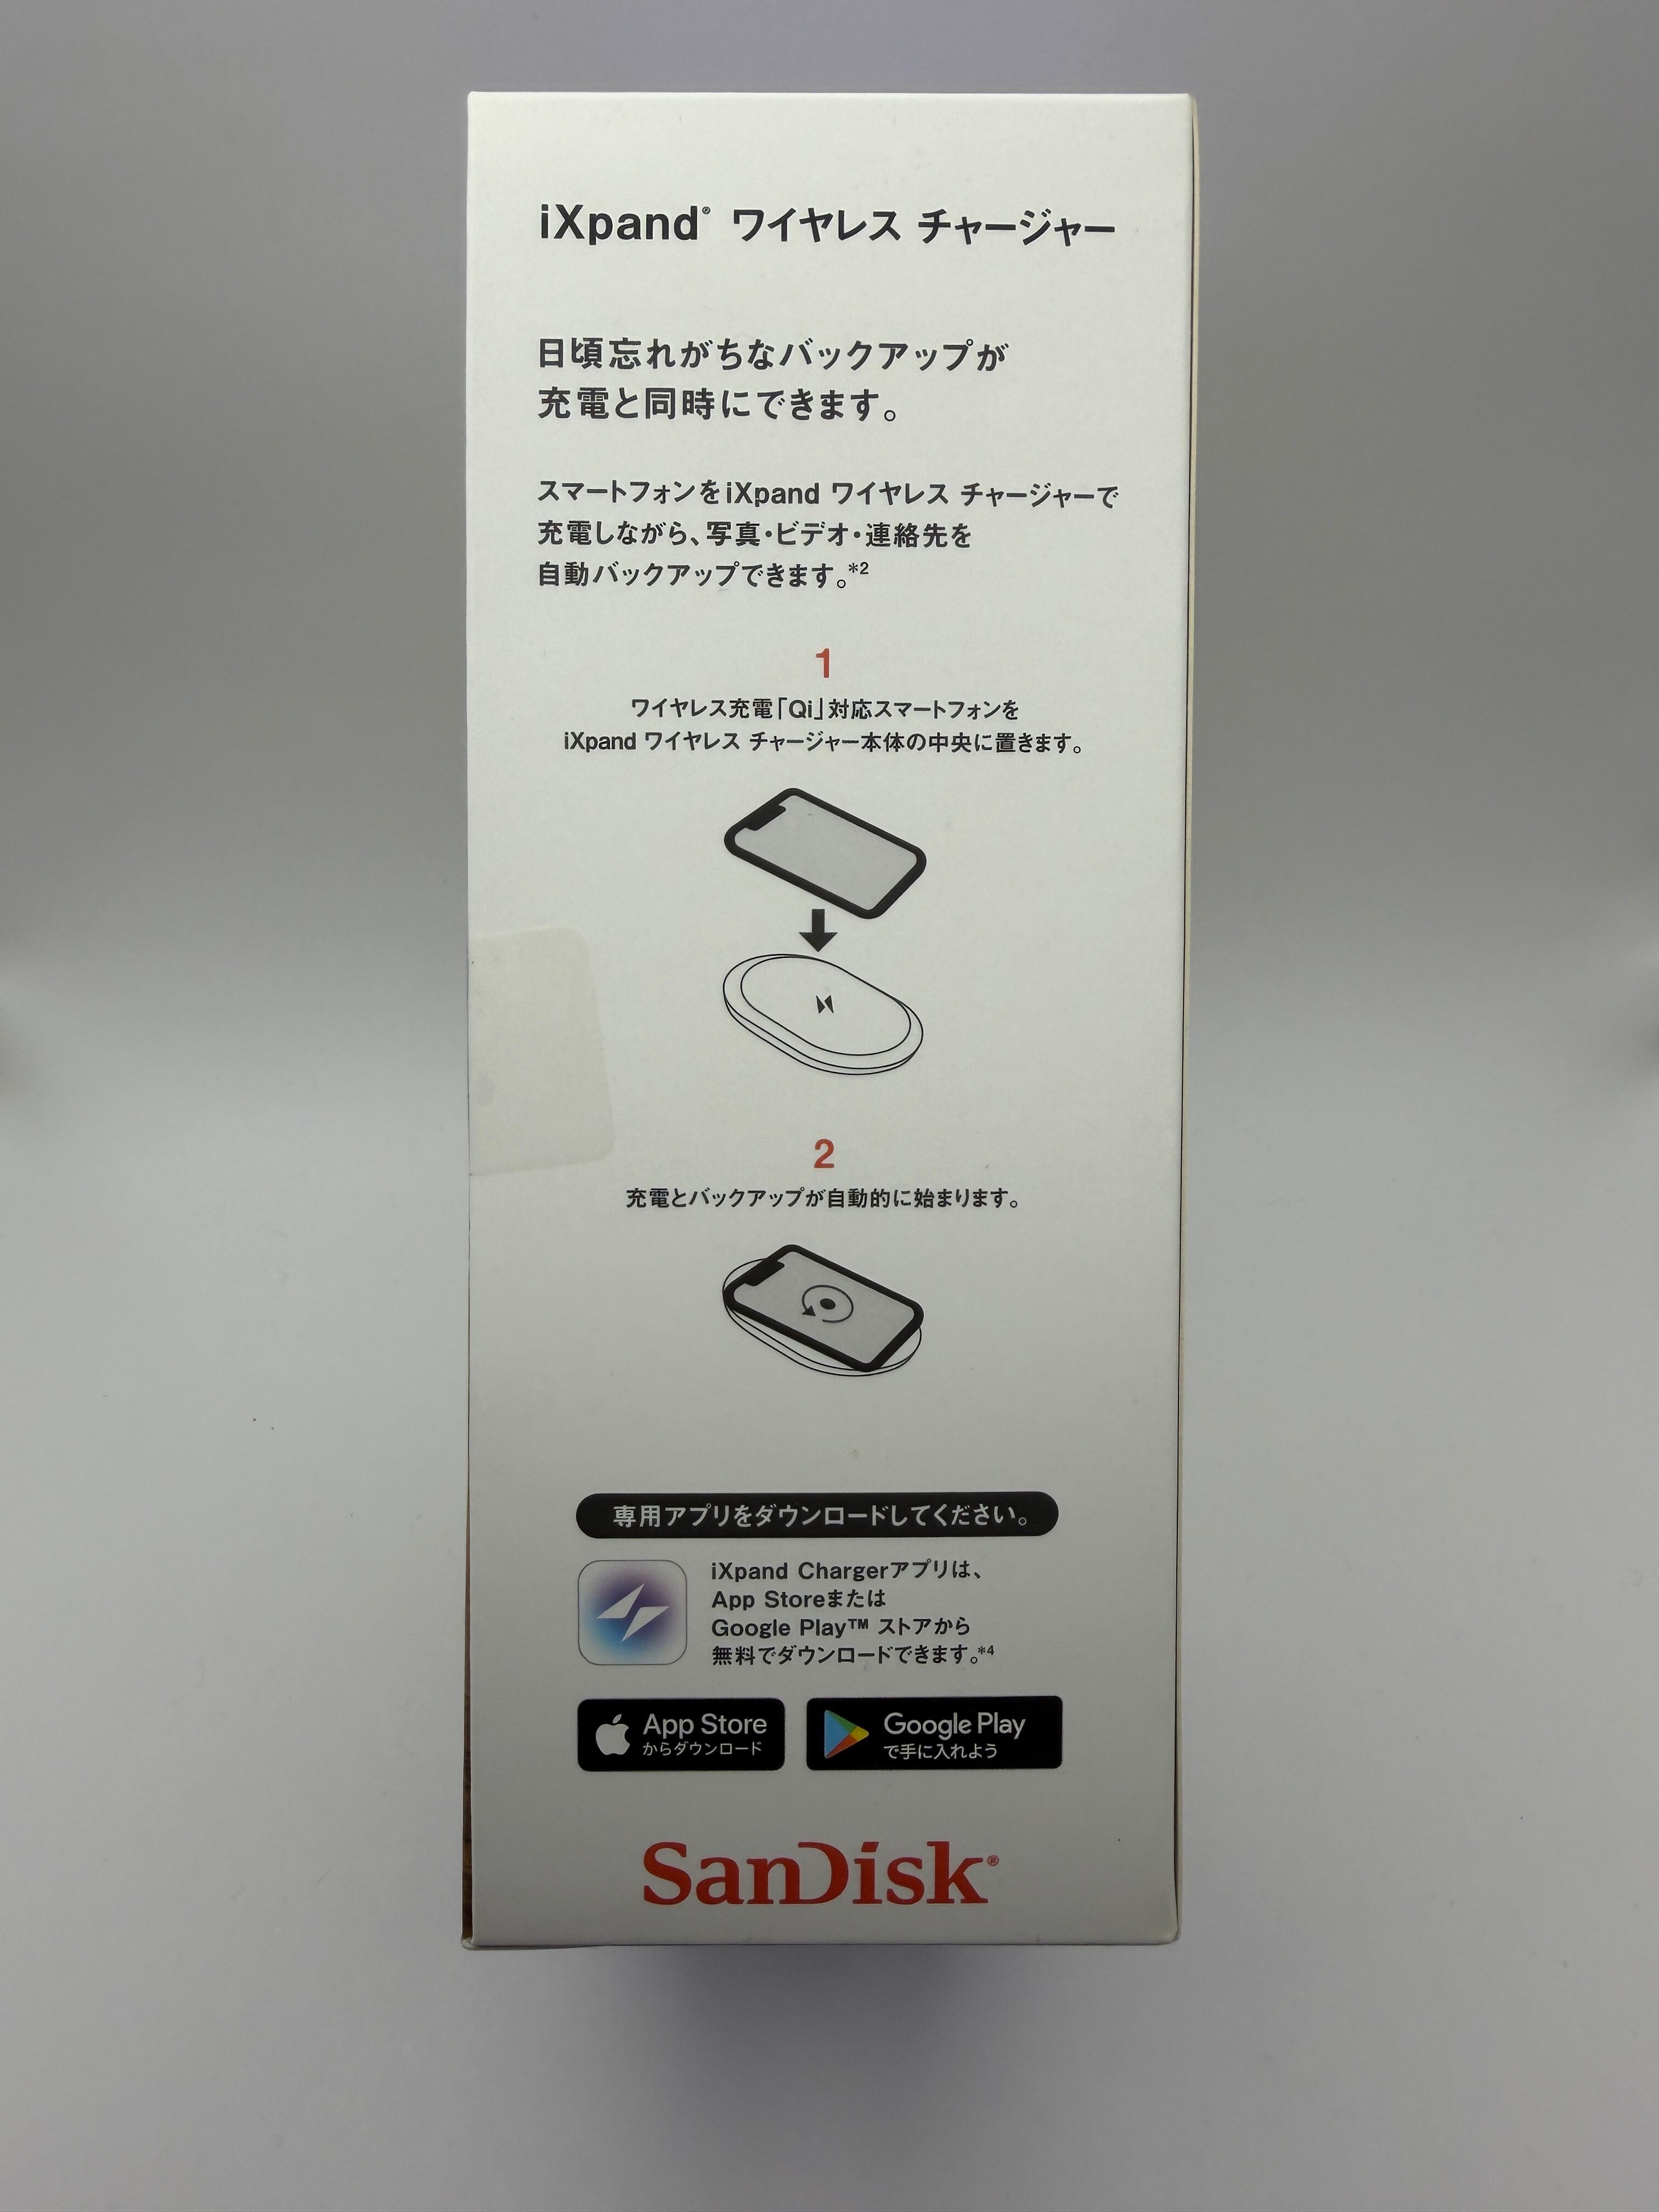 iXpand® ワイヤレス チャージャー
日頃忘れがちなバックアップが
充電と同時にできます。
スマートフォンをiXpand ワイヤレス チャージャーで
充電しながら、写真・ビデオ・連絡先を
自動バックアップできます。*2
1
ワイヤレス充電「Qi」対応スマートフォンを
iXpand ワイヤレス チャージャー本体の中央に置きます。
2
充電とバックアップが自動的に始まります。
専用アプリをダウンロードしてください。
iXpand Chargerアプリは、
App Storeまたは
Google Play™ ストアから
無料でダウンロードできます。*4
App Store
からダウンロード
Google Play
で手に入れよう
SanDisk®